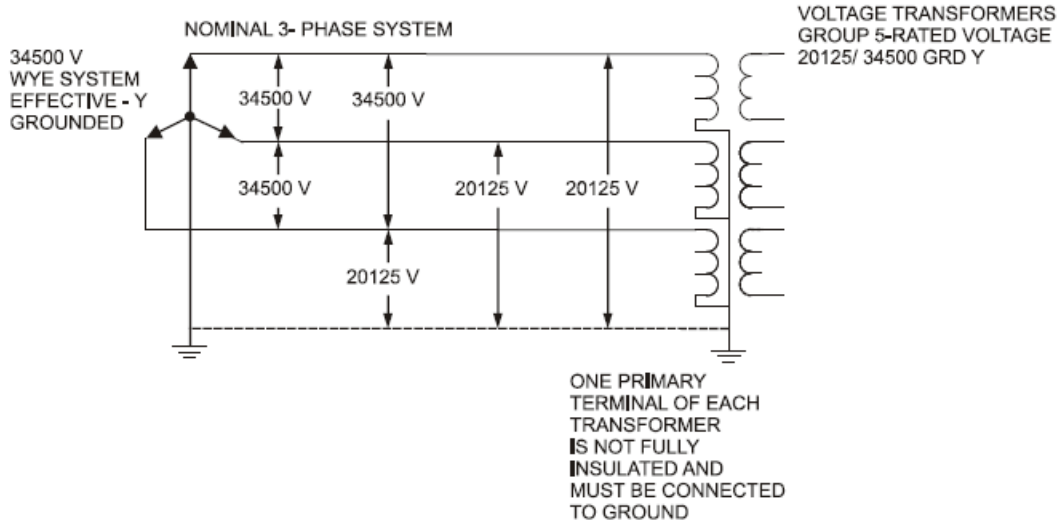 NOMINAL 3- PHASE SYSTEM
34500 V
WYE SYSTEM
EFFECTIVE - Y
GROUNDED
VOLTAGE TRANSFORMERS
GROUP 5-RATED VOLTAGE
20125/ 34500 GRD Y
34500 V
34500 V
34500 V
20125 V
20125 V
20125 V
ONE PRIMARY
TERMINAL OF EACH
TRANSFORMER
IS NOT FULLY
INSULATED AND
MUST BE CONNECTED
TO GROUND